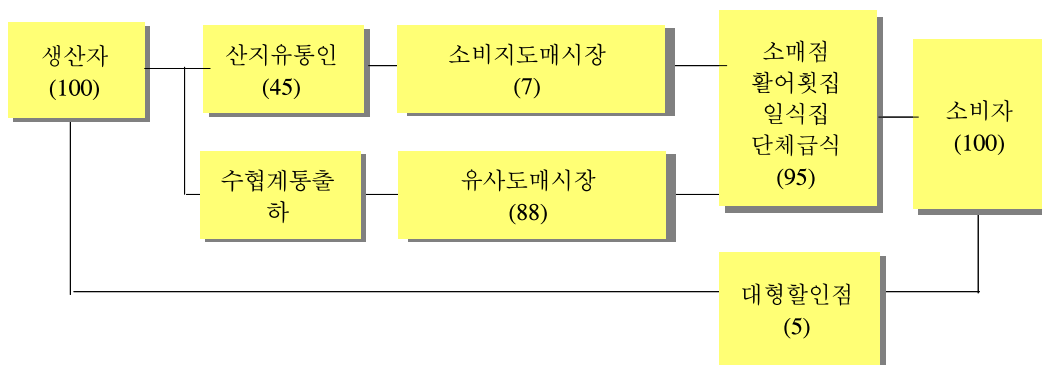 생산자
(100)
산지유통인
(45)
소비지도매시장
(7)
소매점
활어횟집
일식집
단체급식
(95)
소비자
(100)
수협계통출
하
유사도매시장
(88)
대형할인점
(5)